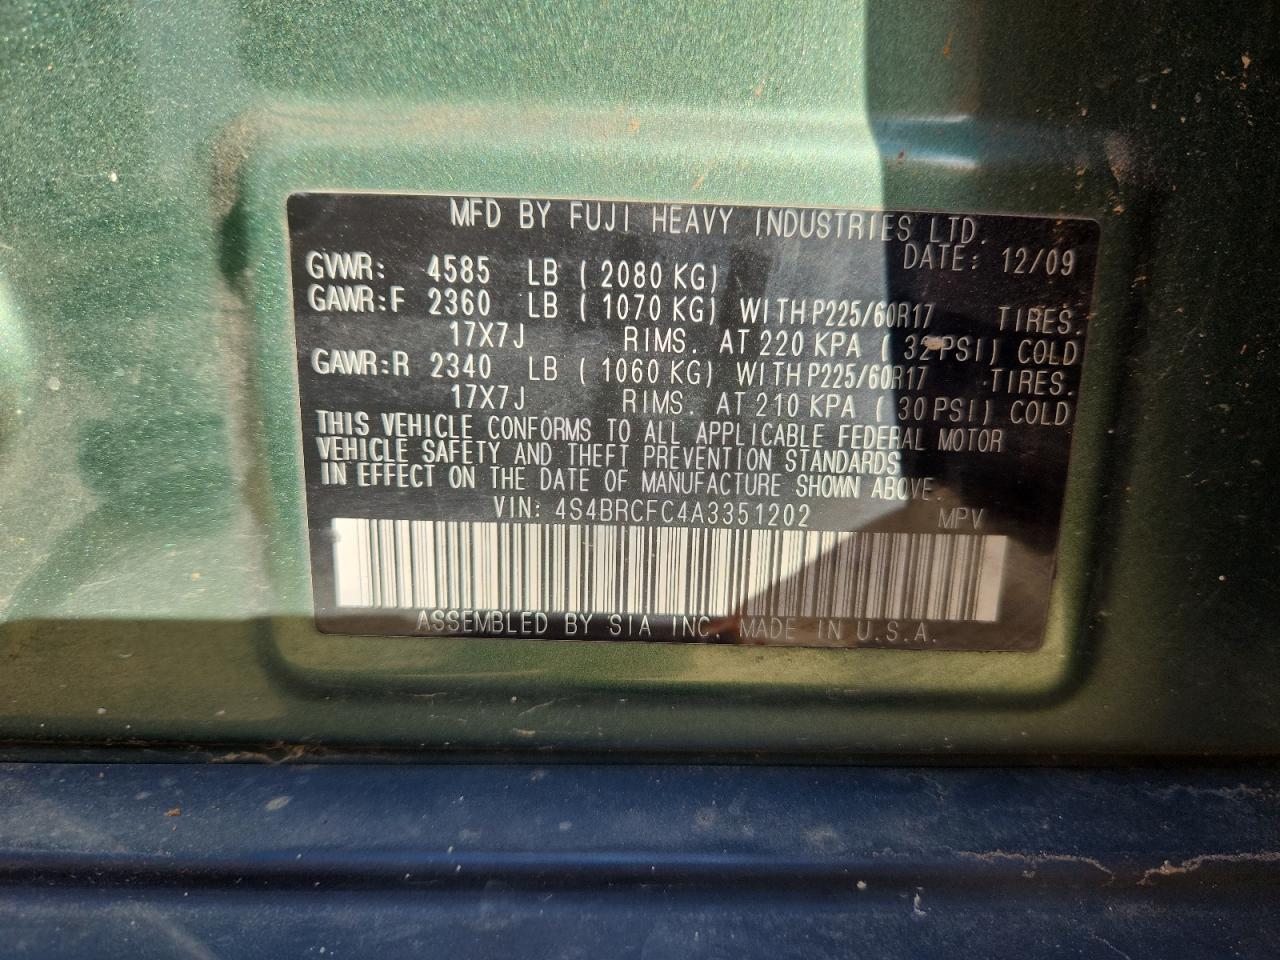 MFD BY FUJI HEAVY INDUSTRIES LTD.
DATE: 12/09
GVWR: 4585 LB ( 2080 KG)
GAWR:F 2360 LB ( 1070 KG) WITH P225/60R17 TIRES.
17X7J RIMS. AT 220 KPA ( 32 PSI) COLD
GAWR:R 2340 LB ( 1060 KG) WITH P225/60R17 TIRES.
17X7J RIMS. AT 210 KPA ( 30 PSI) COLD
THIS VEHICLE CONFORMS TO ALL APPLICABLE FEDERAL MOTOR
VEHICLE SAFETY AND THEFT PREVENTION STANDARDS
IN EFFECT ON THE DATE OF MANUFACTURE SHOWN ABOVE.
VIN: 4S4BRCFC4A3351202 MPV
ASSEMBLED BY SIA INC. MADE IN U.S.A.